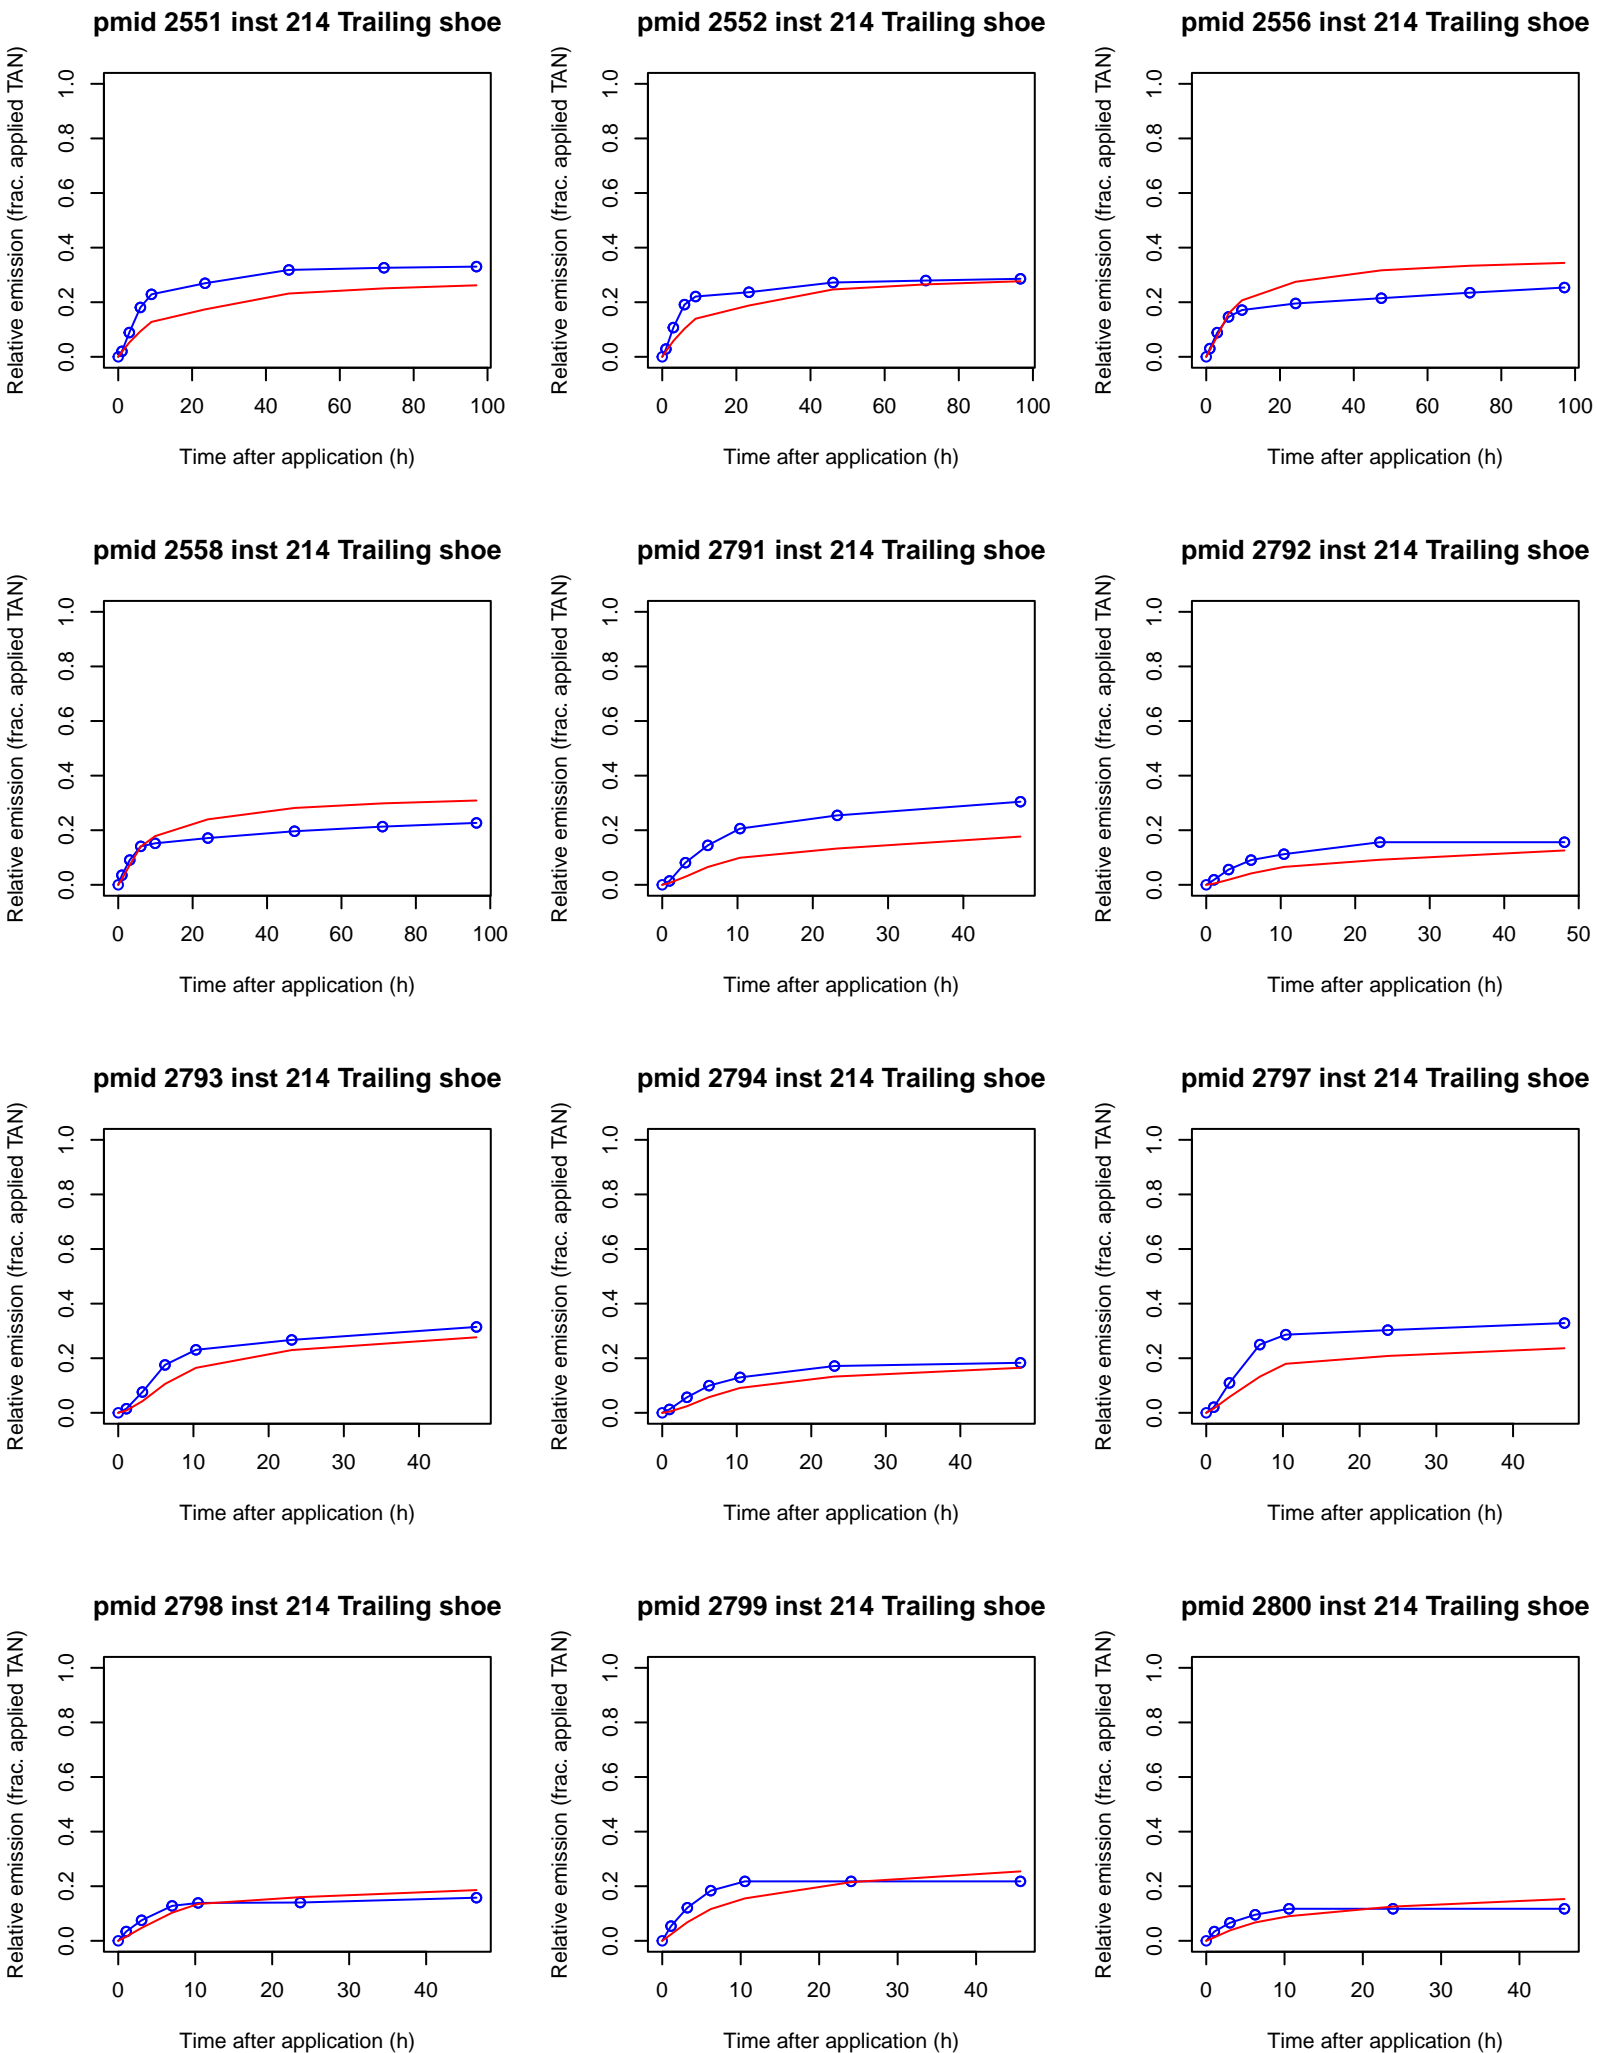 pmid 2551 inst 214 Trailing shoe
Relative emission (frac. applied TAN)
1.0
0.8
0.6
0.4
0.2
0.0
0 20 40 60 80 100
Time after application (h)
pmid 2552 inst 214 Trailing shoe
Relative emission (frac. applied TAN)
1.0
0.8
0.6
0.4
0.2
0.0
0 20 40 60 80 100
Time after application (h)
pmid 2556 inst 214 Trailing shoe
Relative emission (frac. applied TAN)
1.0
0.8
0.6
0.4
0.2
0.0
0 20 40 60 80 100
Time after application (h)
pmid 2558 inst 214 Trailing shoe
Relative emission (frac. applied TAN)
1.0
0.8
0.6
0.4
0.2
0.0
0 20 40 60 80 100
Time after application (h)
pmid 2791 inst 214 Trailing shoe
Relative emission (frac. applied TAN)
1.0
0.8
0.6
0.4
0.2
0.0
0 10 20 30 40
Time after application (h)
pmid 2792 inst 214 Trailing shoe
Relative emission (frac. applied TAN)
1.0
0.8
0.6
0.4
0.2
0.0
0 10 20 30 40 50
Time after application (h)
pmid 2793 inst 214 Trailing shoe
Relative emission (frac. applied TAN)
1.0
0.8
0.6
0.4
0.2
0.0
0 10 20 30 40
Time after application (h)
pmid 2794 inst 214 Trailing shoe
Relative emission (frac. applied TAN)
1.0
0.8
0.6
0.4
0.2
0.0
0 10 20 30 40
Time after application (h)
pmid 2797 inst 214 Trailing shoe
Relative emission (frac. applied TAN)
1.0
0.8
0.6
0.4
0.2
0.0
0 10 20 30 40
Time after application (h)
pmid 2798 inst 214 Trailing shoe
Relative emission (frac. applied TAN)
1.0
0.8
0.6
0.4
0.2
0.0
0 10 20 30 40
Time after application (h)
pmid 2799 inst 214 Trailing shoe
Relative emission (frac. applied TAN)
1.0
0.8
0.6
0.4
0.2
0.0
0 10 20 30 40
Time after application (h)
pmid 2800 inst 214 Trailing shoe
Relative emission (frac. applied TAN)
1.0
0.8
0.6
0.4
0.2
0.0
0 10 20 30 40
Time after application (h)